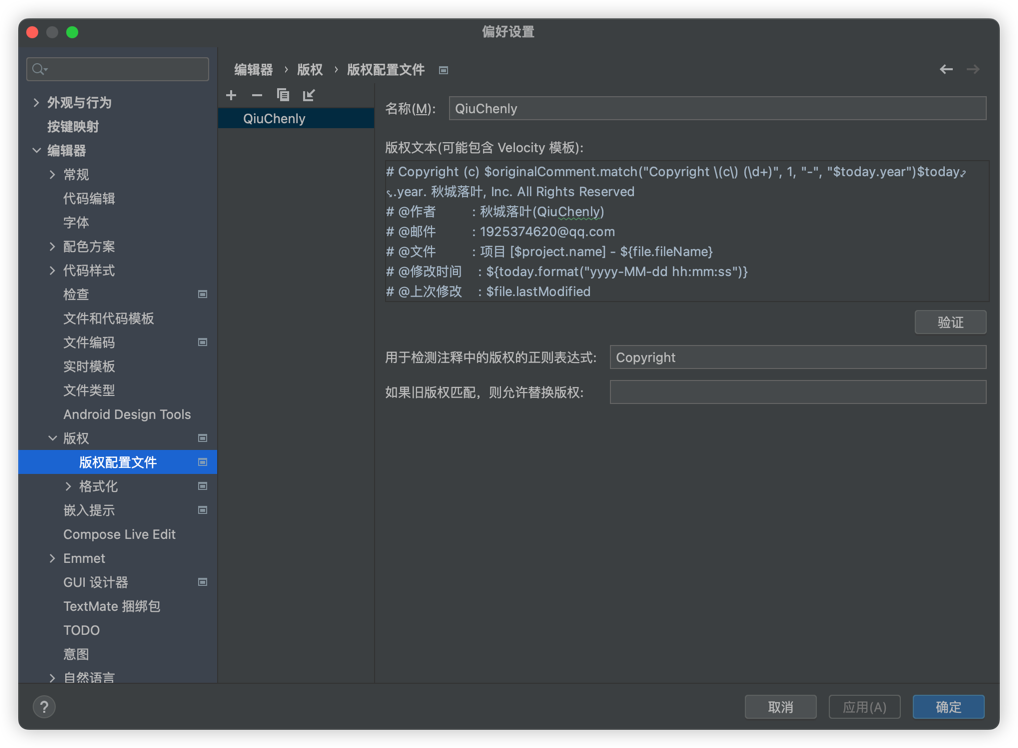 偏好设置
编辑器 › 版权 › 版权配置文件
外观与行为
按键映射
编辑器
常规
代码编辑
字体
配色方案
代码样式
检查
文件和代码模板
文件编码
实时模板
文件类型
Android Design Tools
版权
版权配置文件
格式化
嵌入提示
Compose Live Edit
Emmet
GUI 设计器
TextMate 捆绑包
TODO
意图
自然语言
QiuChenly
名称(M): QiuChenly
版权文本(可能包含 Velocity 模板):
# Copyright (c) $originalComment.match("Copyright \(c\) (\d+)", 1, "-", "$today.year")$today
.year. 秋城落叶, Inc. All Rights Reserved
# @作者 : 秋城落叶(QiuChenly)
# @邮件 : 1925374620@qq.com
# @文件 : 项目 [$project.name] - ${file.fileName}
# @修改时间 : ${today.format("yyyy-MM-dd hh:mm:ss")}
# @上次修改 : $file.lastModified
验证
用于检测注释中的版权的正则表达式: Copyright
如果旧版权匹配，则允许替换版权:
?
取消 应用(A) 确定